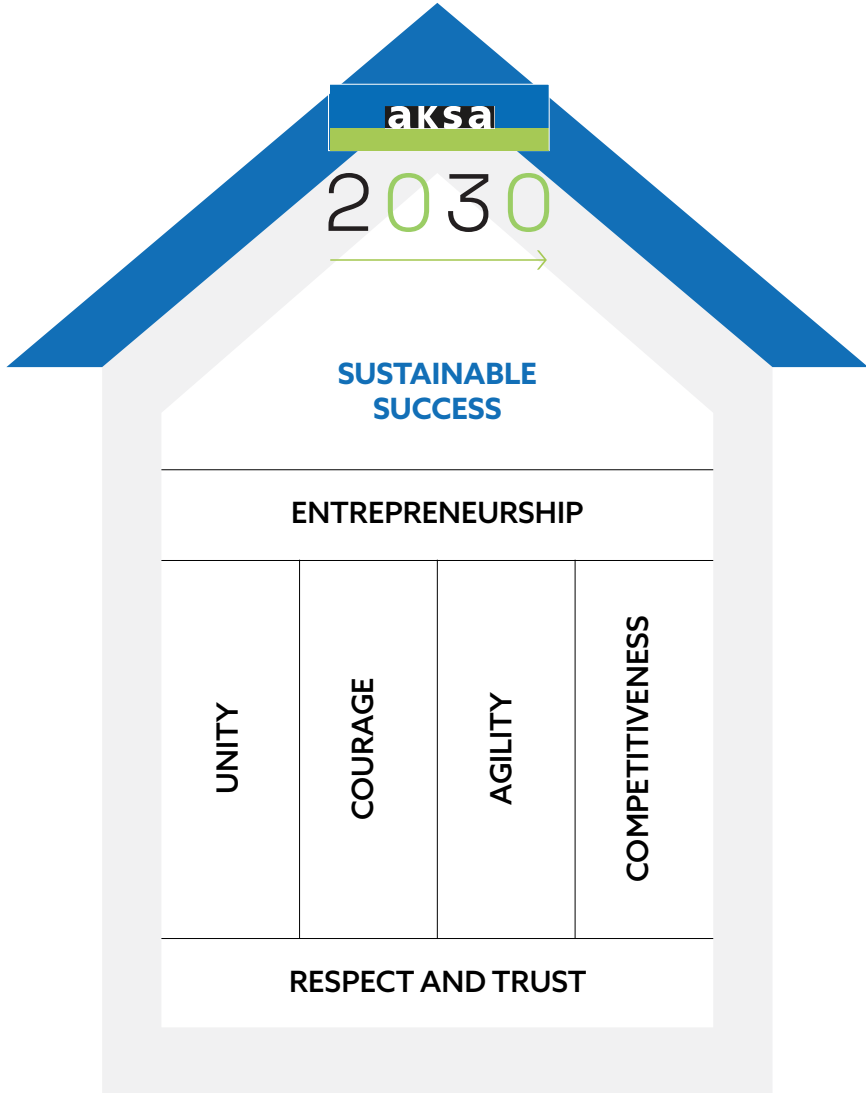 aksa
2030
SUSTAINABLE
SUCCESS
ENTREPRENEURSHIP
UNITY
COURAGE
AGILITY
COMPETITIVENESS
RESPECT AND TRUST